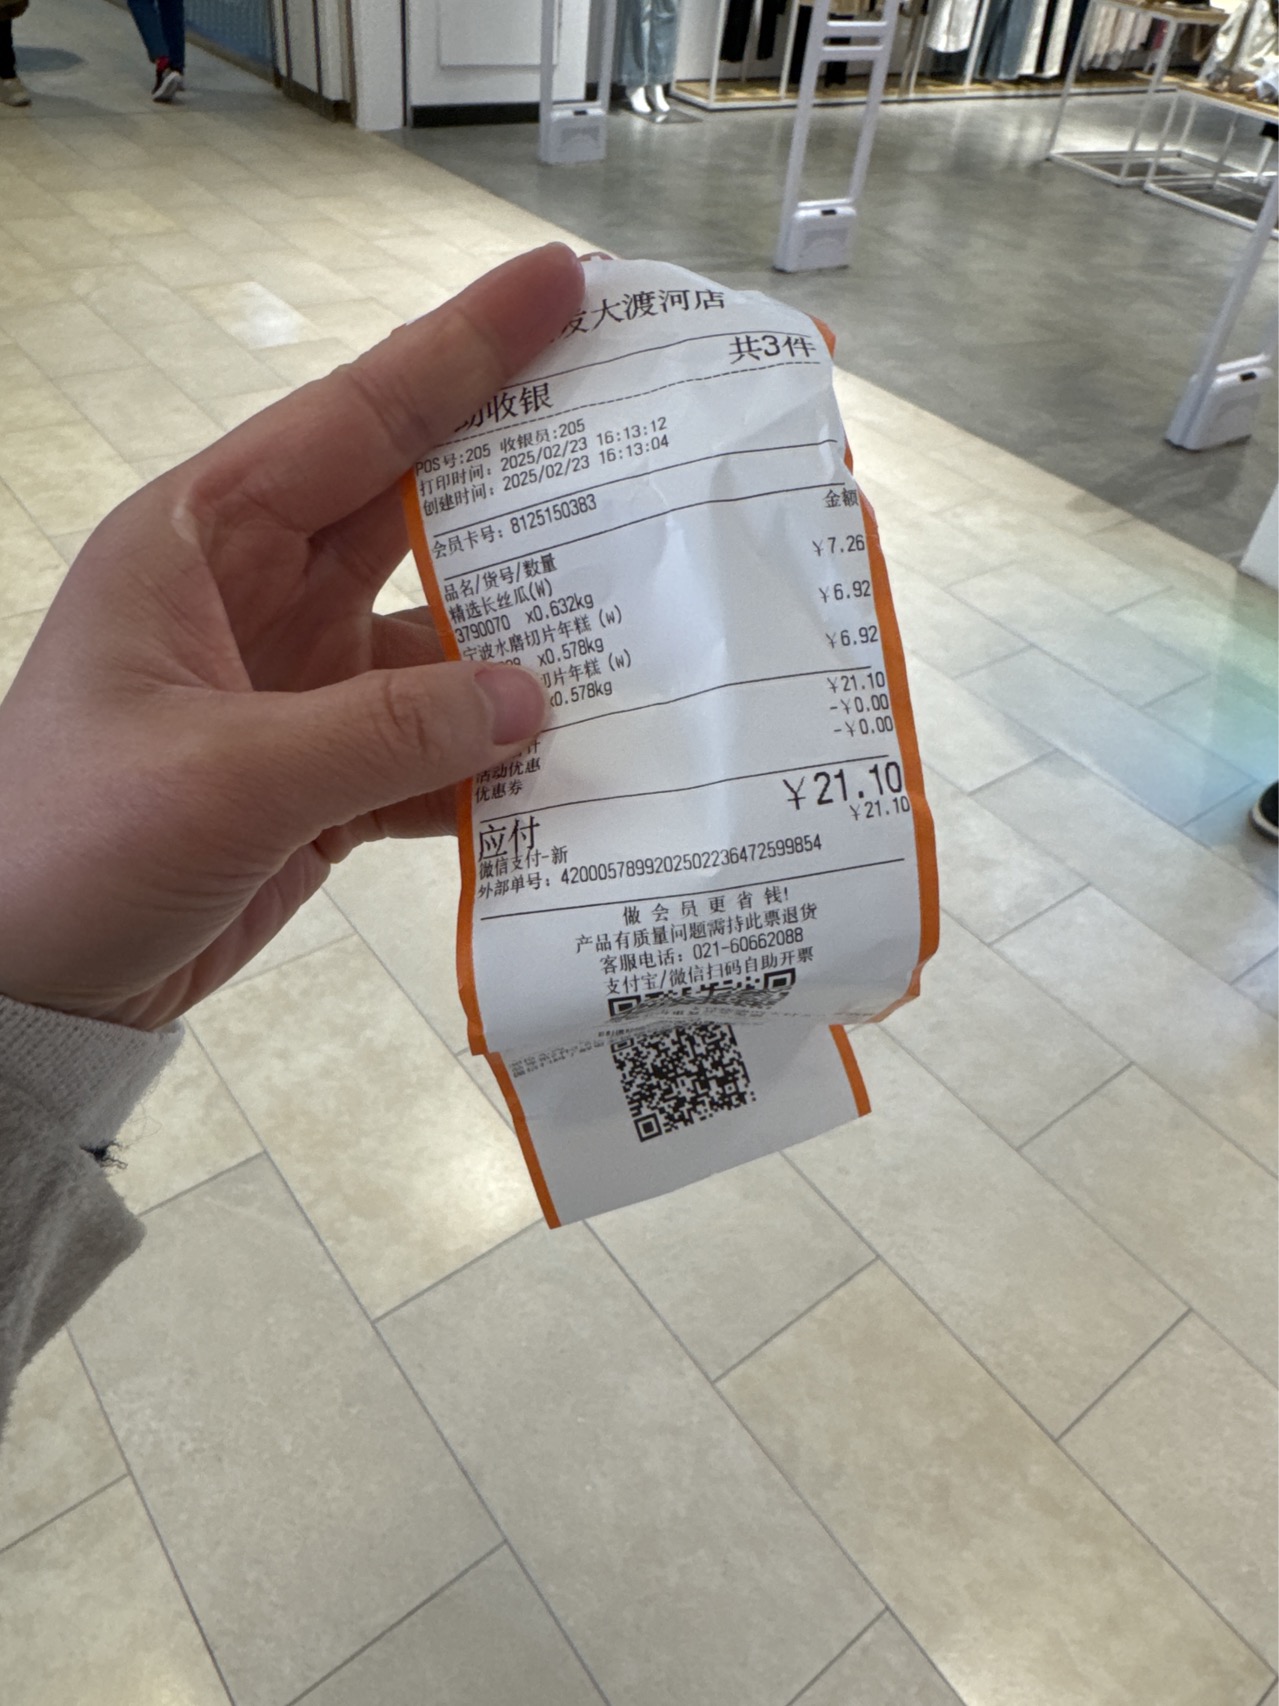 大渡河店
共3件
收银
POS号:205 收银员:205
打印时间: 2025/02/23 16:13:12
创建时间: 2025/02/23 16:13:04
会员卡号: 8125150383
品名/货号/数量 金额
精选长丝瓜(W) ￥7.26
3790070 x0.632kg
宁波水磨切片年糕 (w) ￥6.92
x0.578kg
切片年糕 (w) ￥6.92
x0.578kg
计 ￥21.10
活动优惠 -￥0.00
优惠券 -￥0.00
应付 ￥21.10
微信支付-新 ￥21.10
外部单号: 4200057899202502236472599854
做 会 员 更 省 钱!
产品有质量问题需持此票退货
客服电话: 021-60662088
支付宝/微信扫码自助开票